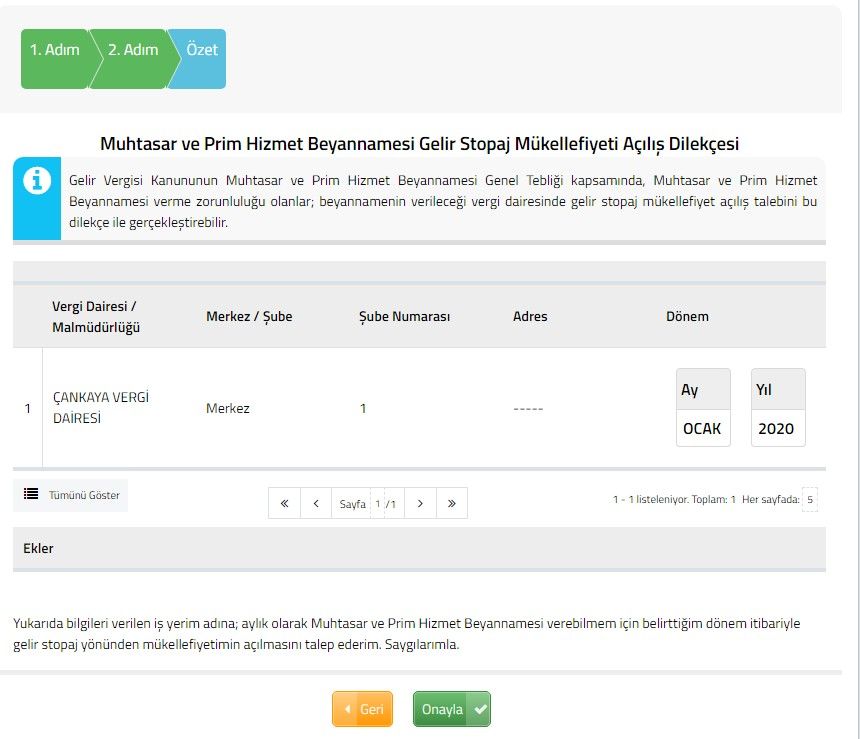 1. Adım 2. Adım Özet
Muhtasar ve Prim Hizmet Beyannamesi Gelir Stopaj Mükellefiyeti Açılış Dilekçesi
Gelir Vergisi Kanununun Muhtasar ve Prim Hizmet Beyannamesi Genel Tebliği kapsamında, Muhtasar ve Prim Hizmet
Beyannamesi verme zorunluluğu olanlar; beyannamenin verileceği vergi dairesinde gelir stopaj mükellefiyet açılış talebini bu
dilekçe ile gerçekleştirebilir.
Vergi Dairesi /
Malmüdürlüğü
Merkez / Şube
Şube Numarası
Adres
Dönem
1
ÇANKAYA VERGİ
DAİRESİ
Merkez
1
-----
Ay Yıl
OCAK 2020
Tümünü Göster
« ‹ Sayfa 1 /1 › »
1 - 1 listeleniyor. Toplam: 1 Her sayfada: 5
Ekler
Yukarıda bilgileri verilen iş yerim adına; aylık olarak Muhtasar ve Prim Hizmet Beyannamesi verebilmem için belirttiğim dönem itibariyle
gelir stopaj yönünden mükellefiyetimin açılmasını talep ederim. Saygılarımla.
Geri Onayla